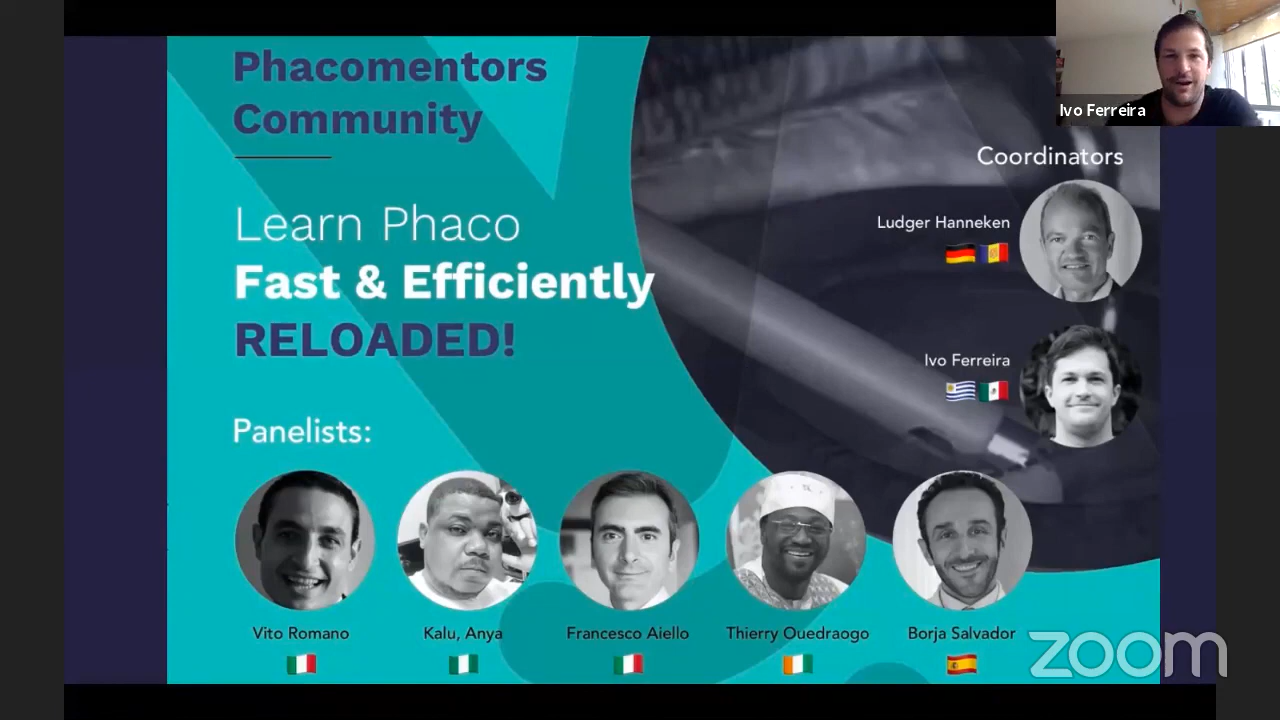 Phacomentors
Community
Learn Phaco
Fast & Efficiently
RELOADED!
Panelists:
Vito Romano
Kalu, Anya
Francesco Aiello
Thierry Ouedraogo
Borja Salvador
Coordinators
Ludger Hanneken
Ivo Ferreira
Ivo Ferreira
zoom